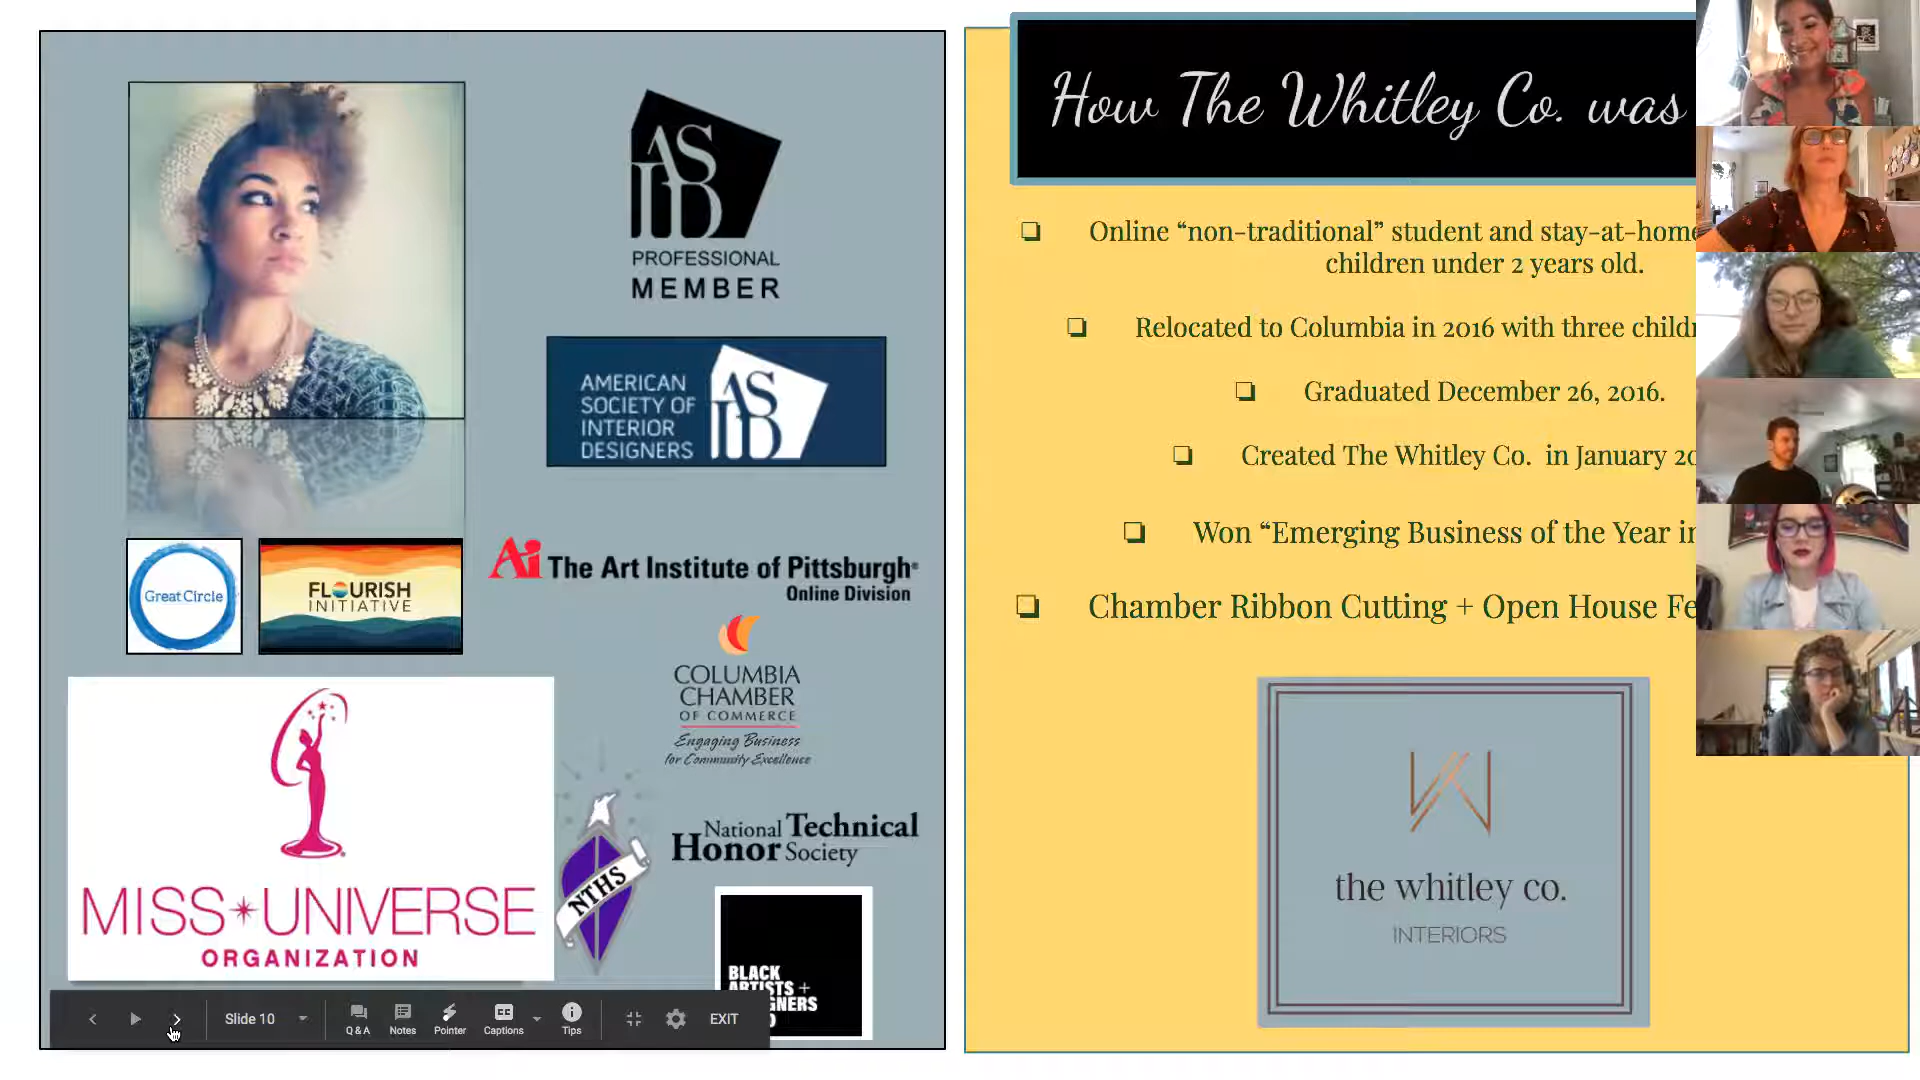 ASID
PROFESSIONAL
MEMBER
AMERICAN
SOCIETY OF
INTERIOR
DESIGNERS
ASID
Ai The Art Institute of Pittsburgh
Online Division
Great Circle
FLOURISH
INITIATIVE
COLUMBIA
CHAMBER
OF COMMERCE
Engaging Business
for Community Excellence
MISS UNIVERSE
ORGANIZATION
NTHS
National Technical
Honor Society
BLACK
ARTISTS +
Slide 10
Q & A
Notes
Pointer
Captions
Tips
EXIT
How The Whitley Co. was
Online “non-traditional” student and stay-at-home
children under 2 years old.
Relocated to Columbia in 2016 with three
Graduated December 26, 2016.
Created The Whitley Co. in January
Won “Emerging Business of the Year
Chamber Ribbon Cutting + Open House
the whitley co.
INTERIORS